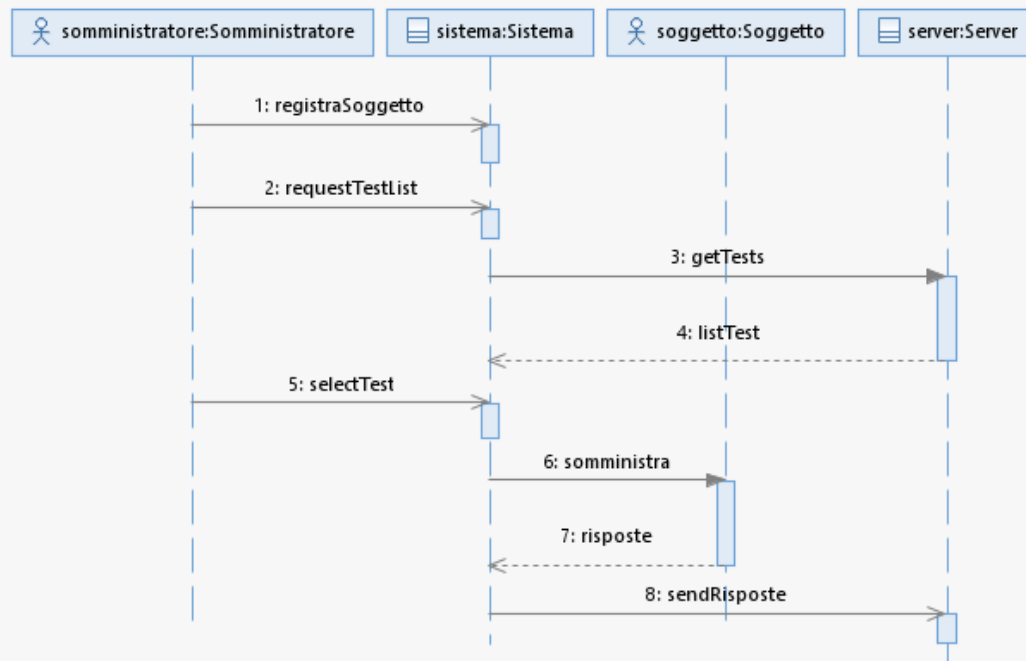 somministratore:Somministratore
sistema:Sistema
soggetto:Soggetto
server:Server
1: registraSoggetto
2: requestTestList
3: getTests
4: listTest
5: selectTest
6: somministra
7: risposte
8: sendRisposte